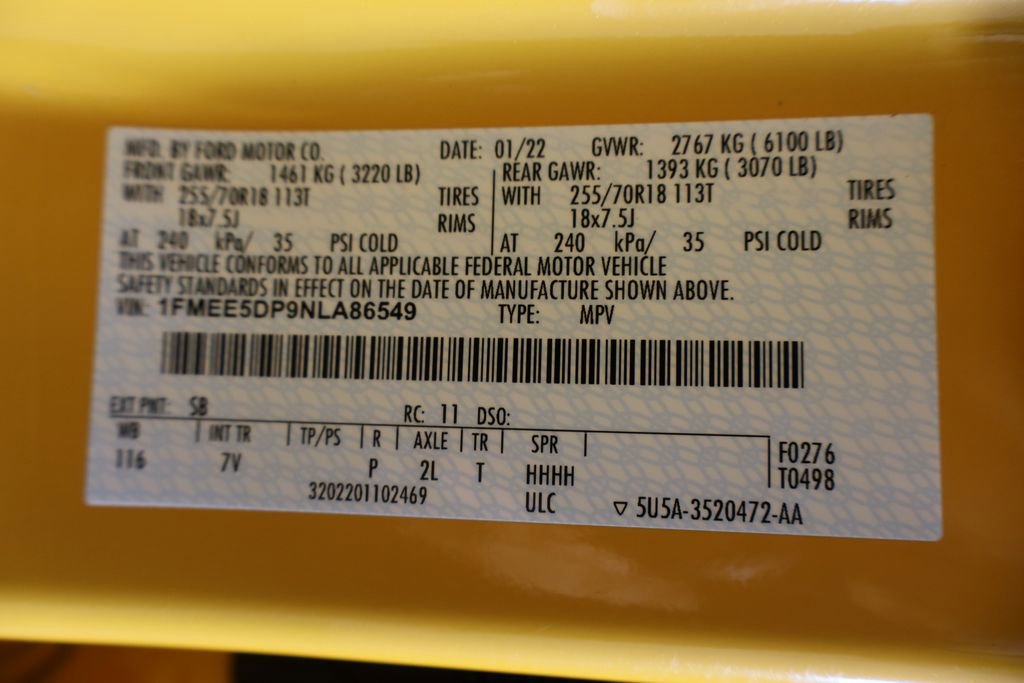 MFD. BY FORD MOTOR CO. DATE: 01/22 GVWR: 2767 KG ( 6100 LB)
FRONT GAWR: 1461 KG ( 3220 LB) REAR GAWR: 1393 KG ( 3070 LB)
WITH 255/70R18 113T TIRES WITH 255/70R18 113T TIRES
18x7.5J RIMS 18x7.5J RIMS
AT 240 kPa/ 35 PSI COLD AT 240 kPa/ 35 PSI COLD
THIS VEHICLE CONFORMS TO ALL APPLICABLE FEDERAL MOTOR VEHICLE
SAFETY STANDARDS IN EFFECT ON THE DATE OF MANUFACTURE SHOWN ABOVE.
VIN: 1FMEE5DP9NLA86549 TYPE: MPV
EXT PNT: SB RC: 11 DSO:
WB INT TR TP/PS R AXLE TR SPR F0276
116 7V P 2L T HHHH T0498
3202201102469 ULC ▽ 5U5A-3520472-AA